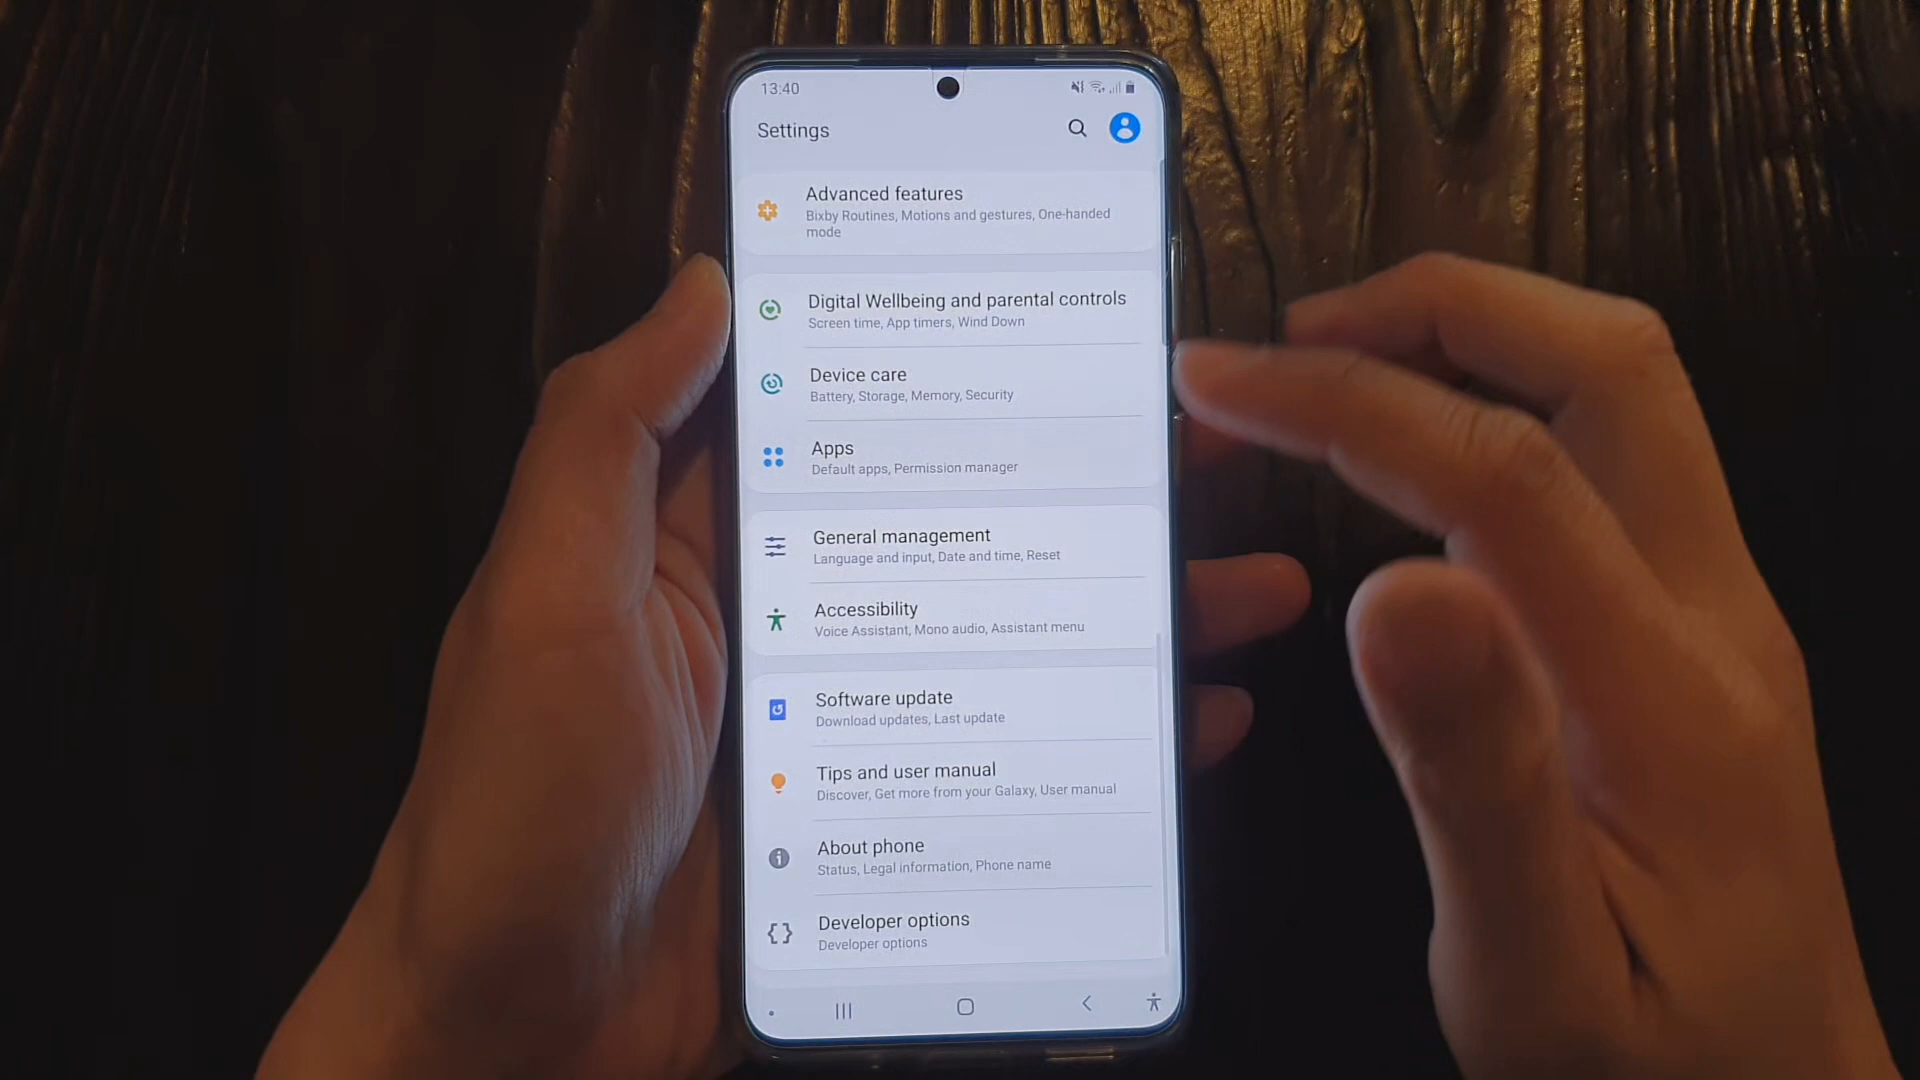 13:40
Settings
Advanced features
Bixby Routines, Motions and gestures, One-handed
mode
Digital Wellbeing and parental controls
Screen time, App timers, Wind Down
Device care
Battery, Storage, Memory, Security
Apps
Default apps, Permission manager
General management
Language and input, Date and time, Reset
Accessibility
Voice Assistant, Mono audio, Assistant menu
Software update
Download updates, Last update
Tips and user manual
Discover, Get more from your Galaxy, User manual
About phone
Status, Legal information, Phone name
Developer options
Developer options